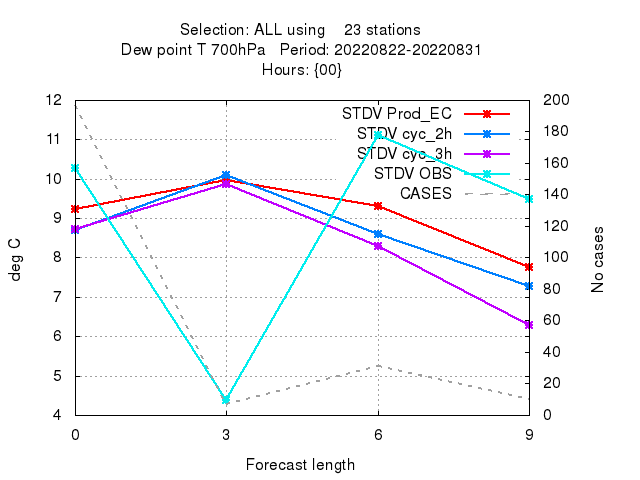 Selection: ALL using 23 stations
Dew point T 700hPa Period: 20220822-20220831
Hours: {00}
STDV Prod_EC
STDV cyc_2h
STDV cyc_3h
STDV OBS
CASES
12
11
10
9
8
7
6
5
4
200
180
160
140
120
100
80
60
40
20
0
deg C
No cases
0 3 6 9
Forecast length